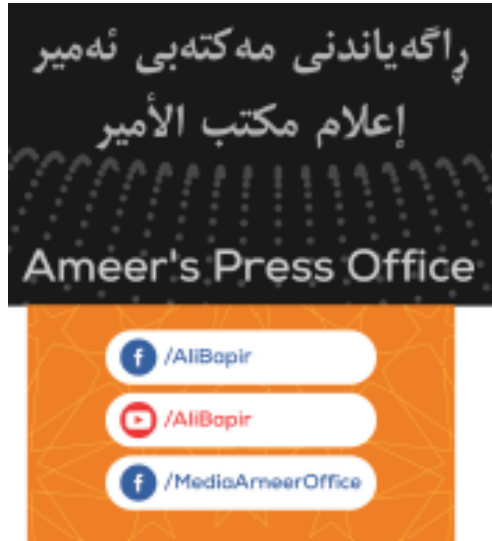 ڕاگەیاندنی مەکتەبی ئەمیر
إعلام مكتب الأمير
Ameer's Press Office
/AliBapir
/AliBapir
/MediaAmeerOffice